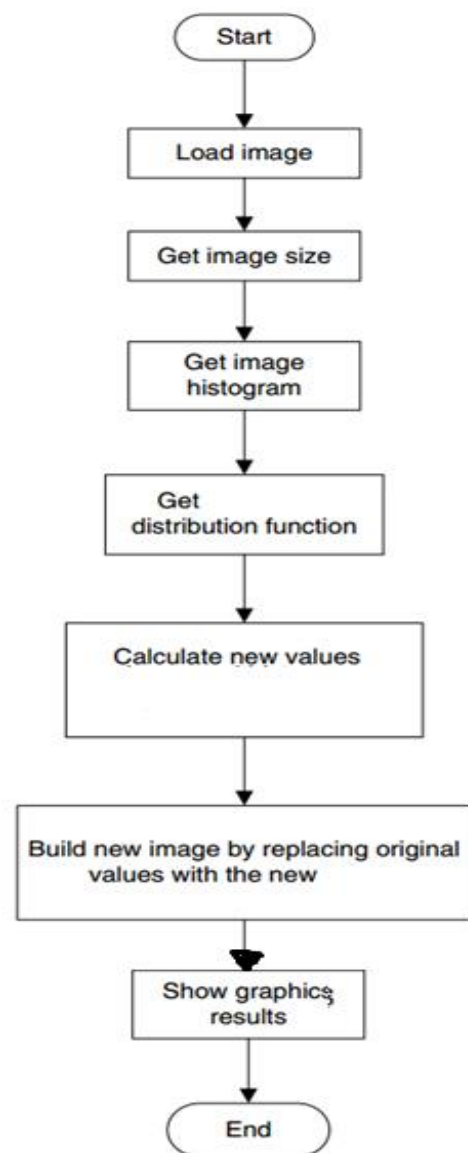 Start
Load image
Get image size
Get image
histogram
Get
distribution function
Calculate new values
Build new image by replacing original
values with the new
Show graphics
results
End